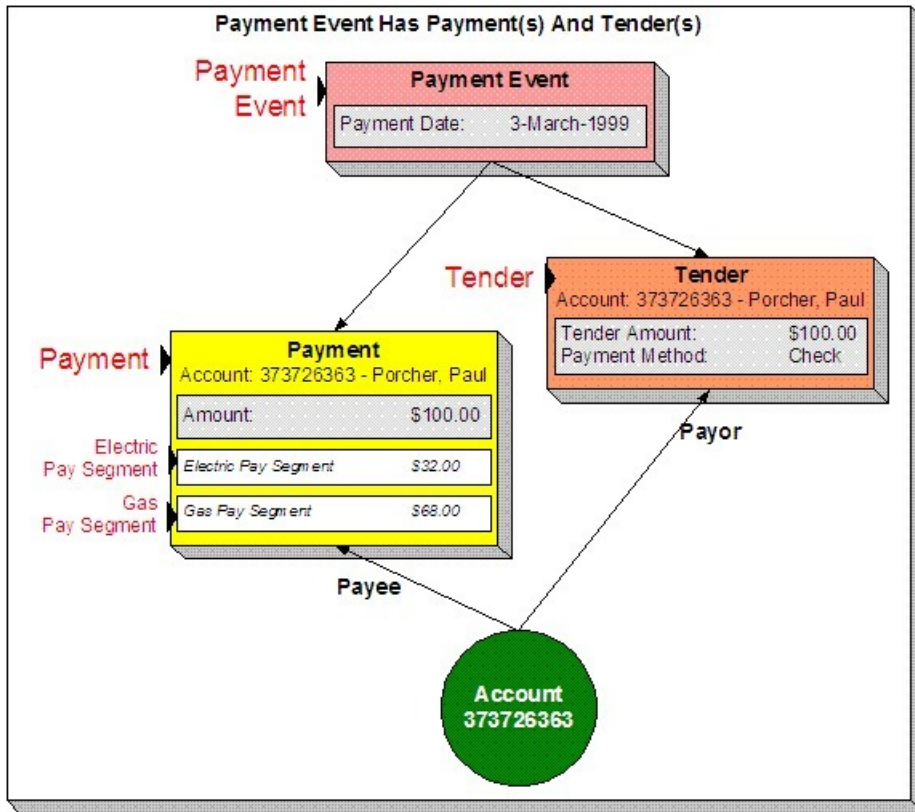 Payment Event Has Payment(s) And Tender(s)
Payment
Event
Payment Event
Payment Date: 3-March-1999
Tender
Tender
Account: 373726363 - Porcher, Paul
Tender Amount: $100.00
Payment Method: Check
Payment
Payment
Account: 373726363 - Porcher, Paul
Amount: $100.00
Electric
Pay Segment
Electric Pay Segment $32.00
Gas
Pay Segment
Gas Pay Segment $68.00
Payor
Payee
Account
373726363